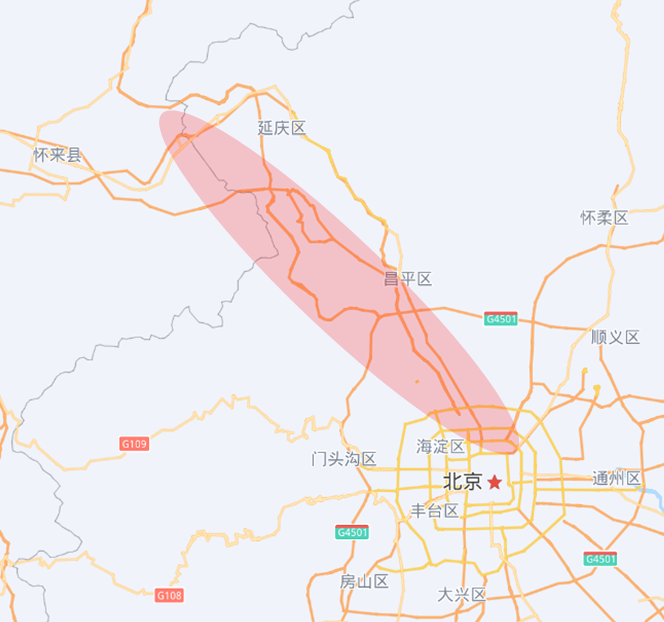 延庆区
怀来县
怀柔区
昌平区
G4501
顺义区
G109
海淀区
门头沟区
北京
通州区
丰台区
G4501
G4501
房山区
G108
大兴区